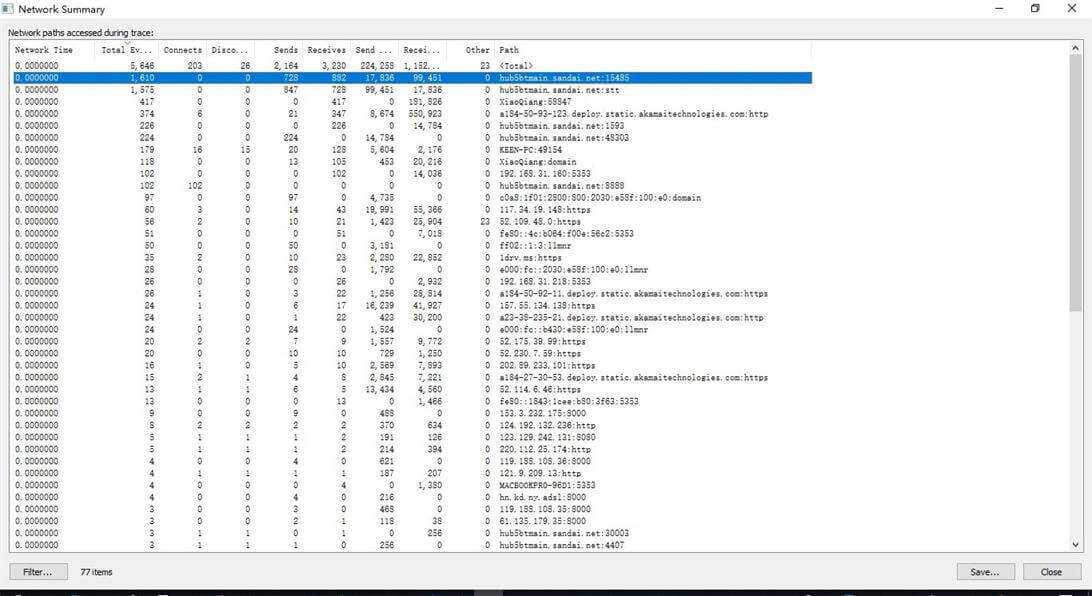 Network Summary
Network paths accessed during trace:
Network Time Total Ev... Connects Disco... Sends Receives Send ... Recei... Other Path
0.0000000 5,646 203 26 2,164 3,230 224,258 1,152... 23 <Total>
0.0000000 1,610 0 0 728 882 17,836 99,451 0 hub5btmain.sandai.net:15485
0.0000000 1,575 0 0 847 728 99,451 17,836 0 hub5btmain.sandai.net:stt
0.0000000 417 0 0 0 417 0 181,826 0 XiaoQiang:58847
0.0000000 374 6 0 21 347 8,674 550,923 0 a184-50-93-123.deploy.static.akamaitechnologies.com:http
0.0000000 226 0 0 0 226 0 14,784 0 hub5btmain.sandai.net:1593
0.0000000 224 0 0 224 0 14,784 0 0 hub5btmain.sandai.net:48303
0.0000000 179 16 15 20 128 5,604 2,176 0 KEEN-PC:49154
0.0000000 118 0 0 13 105 453 20,216 0 XiaoQiang:domain
0.0000000 102 0 0 0 102 0 14,036 0 192.168.31.160:5353
0.0000000 102 102 0 0 0 0 0 0 hub5btmain.sandai.net:8888
0.0000000 97 0 0 97 0 4,735 0 0 c0a8:1f01:2800:800:2030:e58f:100:e0:domain
0.0000000 60 3 0 14 43 19,991 55,366 0 117.34.19.148:https
0.0000000 56 2 0 10 21 1,423 25,904 23 52.109.48.0:https
0.0000000 51 0 0 0 51 0 7,018 0 fe80::4c:b064:f00e:56c2:5353
0.0000000 50 0 0 50 0 3,181 0 0 ff02::1:3:llmnr
0.0000000 35 2 0 10 23 2,280 22,852 0 1drv.ms:https
0.0000000 28 0 0 28 0 1,792 0 0 e000:fc::2030:e58f:100:e0:llmnr
0.0000000 26 0 0 0 26 0 2,932 0 192.168.31.218:5353
0.0000000 26 1 0 3 22 1,256 28,814 0 a184-50-92-11.deploy.static.akamaitechnologies.com:https
0.0000000 24 1 0 6 17 16,239 41,927 0 157.55.134.138:https
0.0000000 24 1 0 1 22 423 30,200 0 a23-38-235-21.deploy.static.akamaitechnologies.com:http
0.0000000 24 0 0 24 0 1,524 0 0 e000:fc::b430:e58f:100:e0:llmnr
0.0000000 20 2 2 7 9 1,557 9,772 0 52.175.39.99:https
0.0000000 20 0 0 10 10 729 1,250 0 52.230.7.59:https
0.0000000 16 1 0 5 10 2,569 7,893 0 202.89.233.101:https
0.0000000 15 2 1 4 8 2,845 7,221 0 a184-27-30-53.deploy.static.akamaitechnologies.com:https
0.0000000 13 1 1 6 5 13,434 4,560 0 52.114.6.46:https
0.0000000 13 0 0 0 13 0 1,466 0 fe80::1843:1cee:b80:3f63:5353
0.0000000 9 0 0 9 0 488 0 0 153.3.232.175:8000
0.0000000 8 2 2 2 2 370 634 0 124.192.132.236:http
0.0000000 5 1 1 1 2 191 126 0 123.129.242.131:8080
0.0000000 5 1 1 1 2 214 394 0 220.112.25.174:http
0.0000000 4 0 0 4 0 621 0 0 119.188.108.36:8000
0.0000000 4 1 1 1 1 187 207 0 121.9.209.13:http
0.0000000 4 0 0 0 4 0 1,380 0 MACBOOKPRO-96D1:5353
0.0000000 4 0 0 4 0 216 0 0 hn.kd.ny.adsl:8000
0.0000000 3 0 0 3 0 468 0 0 119.188.108.35:8000
0.0000000 3 0 0 2 1 118 38 0 61.135.179.35:8000
0.0000000 3 1 1 0 1 0 256 0 hub5btmain.sandai.net:30003
0.0000000 3 1 1 1 0 256 0 0 hub5btmain.sandai.net:4407
Filter... 77 items Save... Close